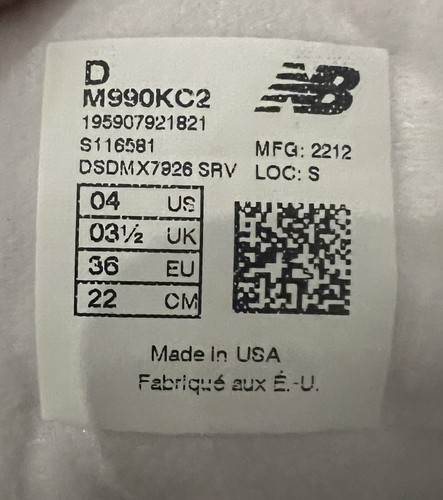 D
NB
M990KC2
195907921821
S116581
MFG: 2212
DSDMX7926 SRV
LOC: S
04 US
03½ UK
36 EU
22 CM
Made In USA
Fabriqué aux É.-U.